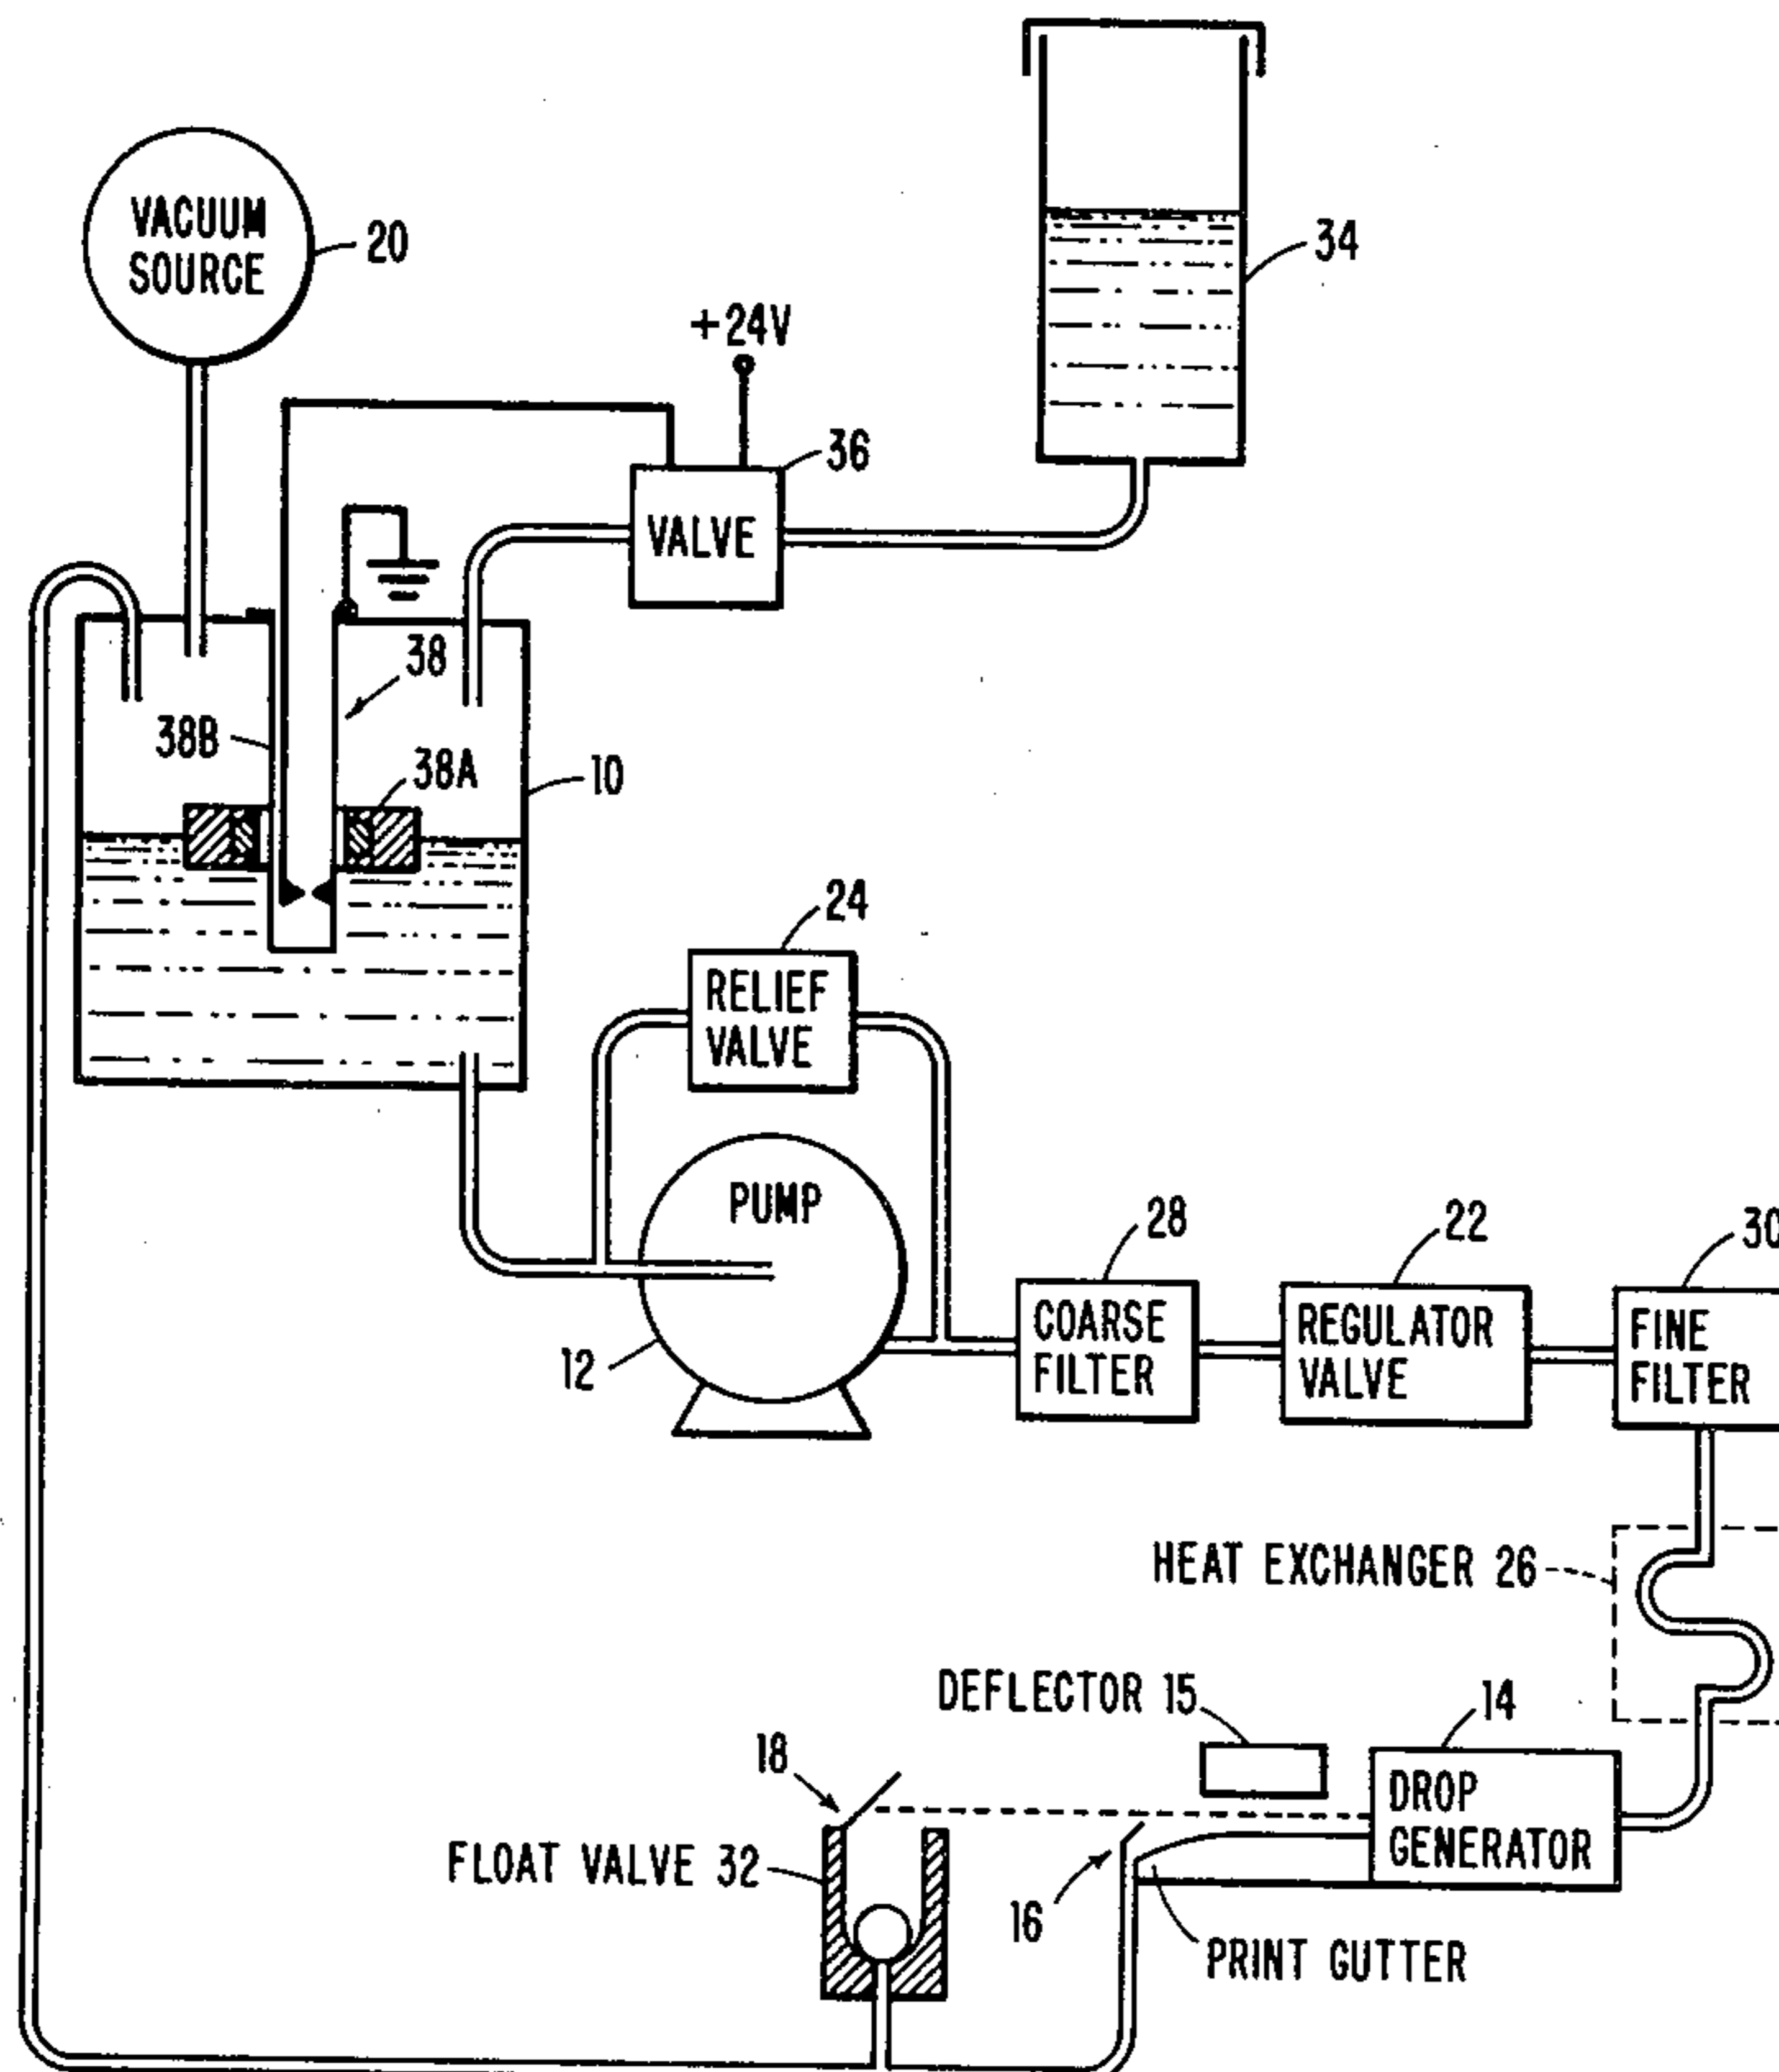 VACUUM
SOURCE
20
34
+24V
36
VALVE
38
38B
38A
10
24
RELIEF
VALVE
PUMP
12
28
COARSE
FILTER
22
REGULATOR
VALVE
30
FINE
FILTER
HEAT EXCHANGER 26
DEFLECTOR 15
14
DROP
GENERATOR
18
FLOAT VALVE 32
16
PRINT GUTTER